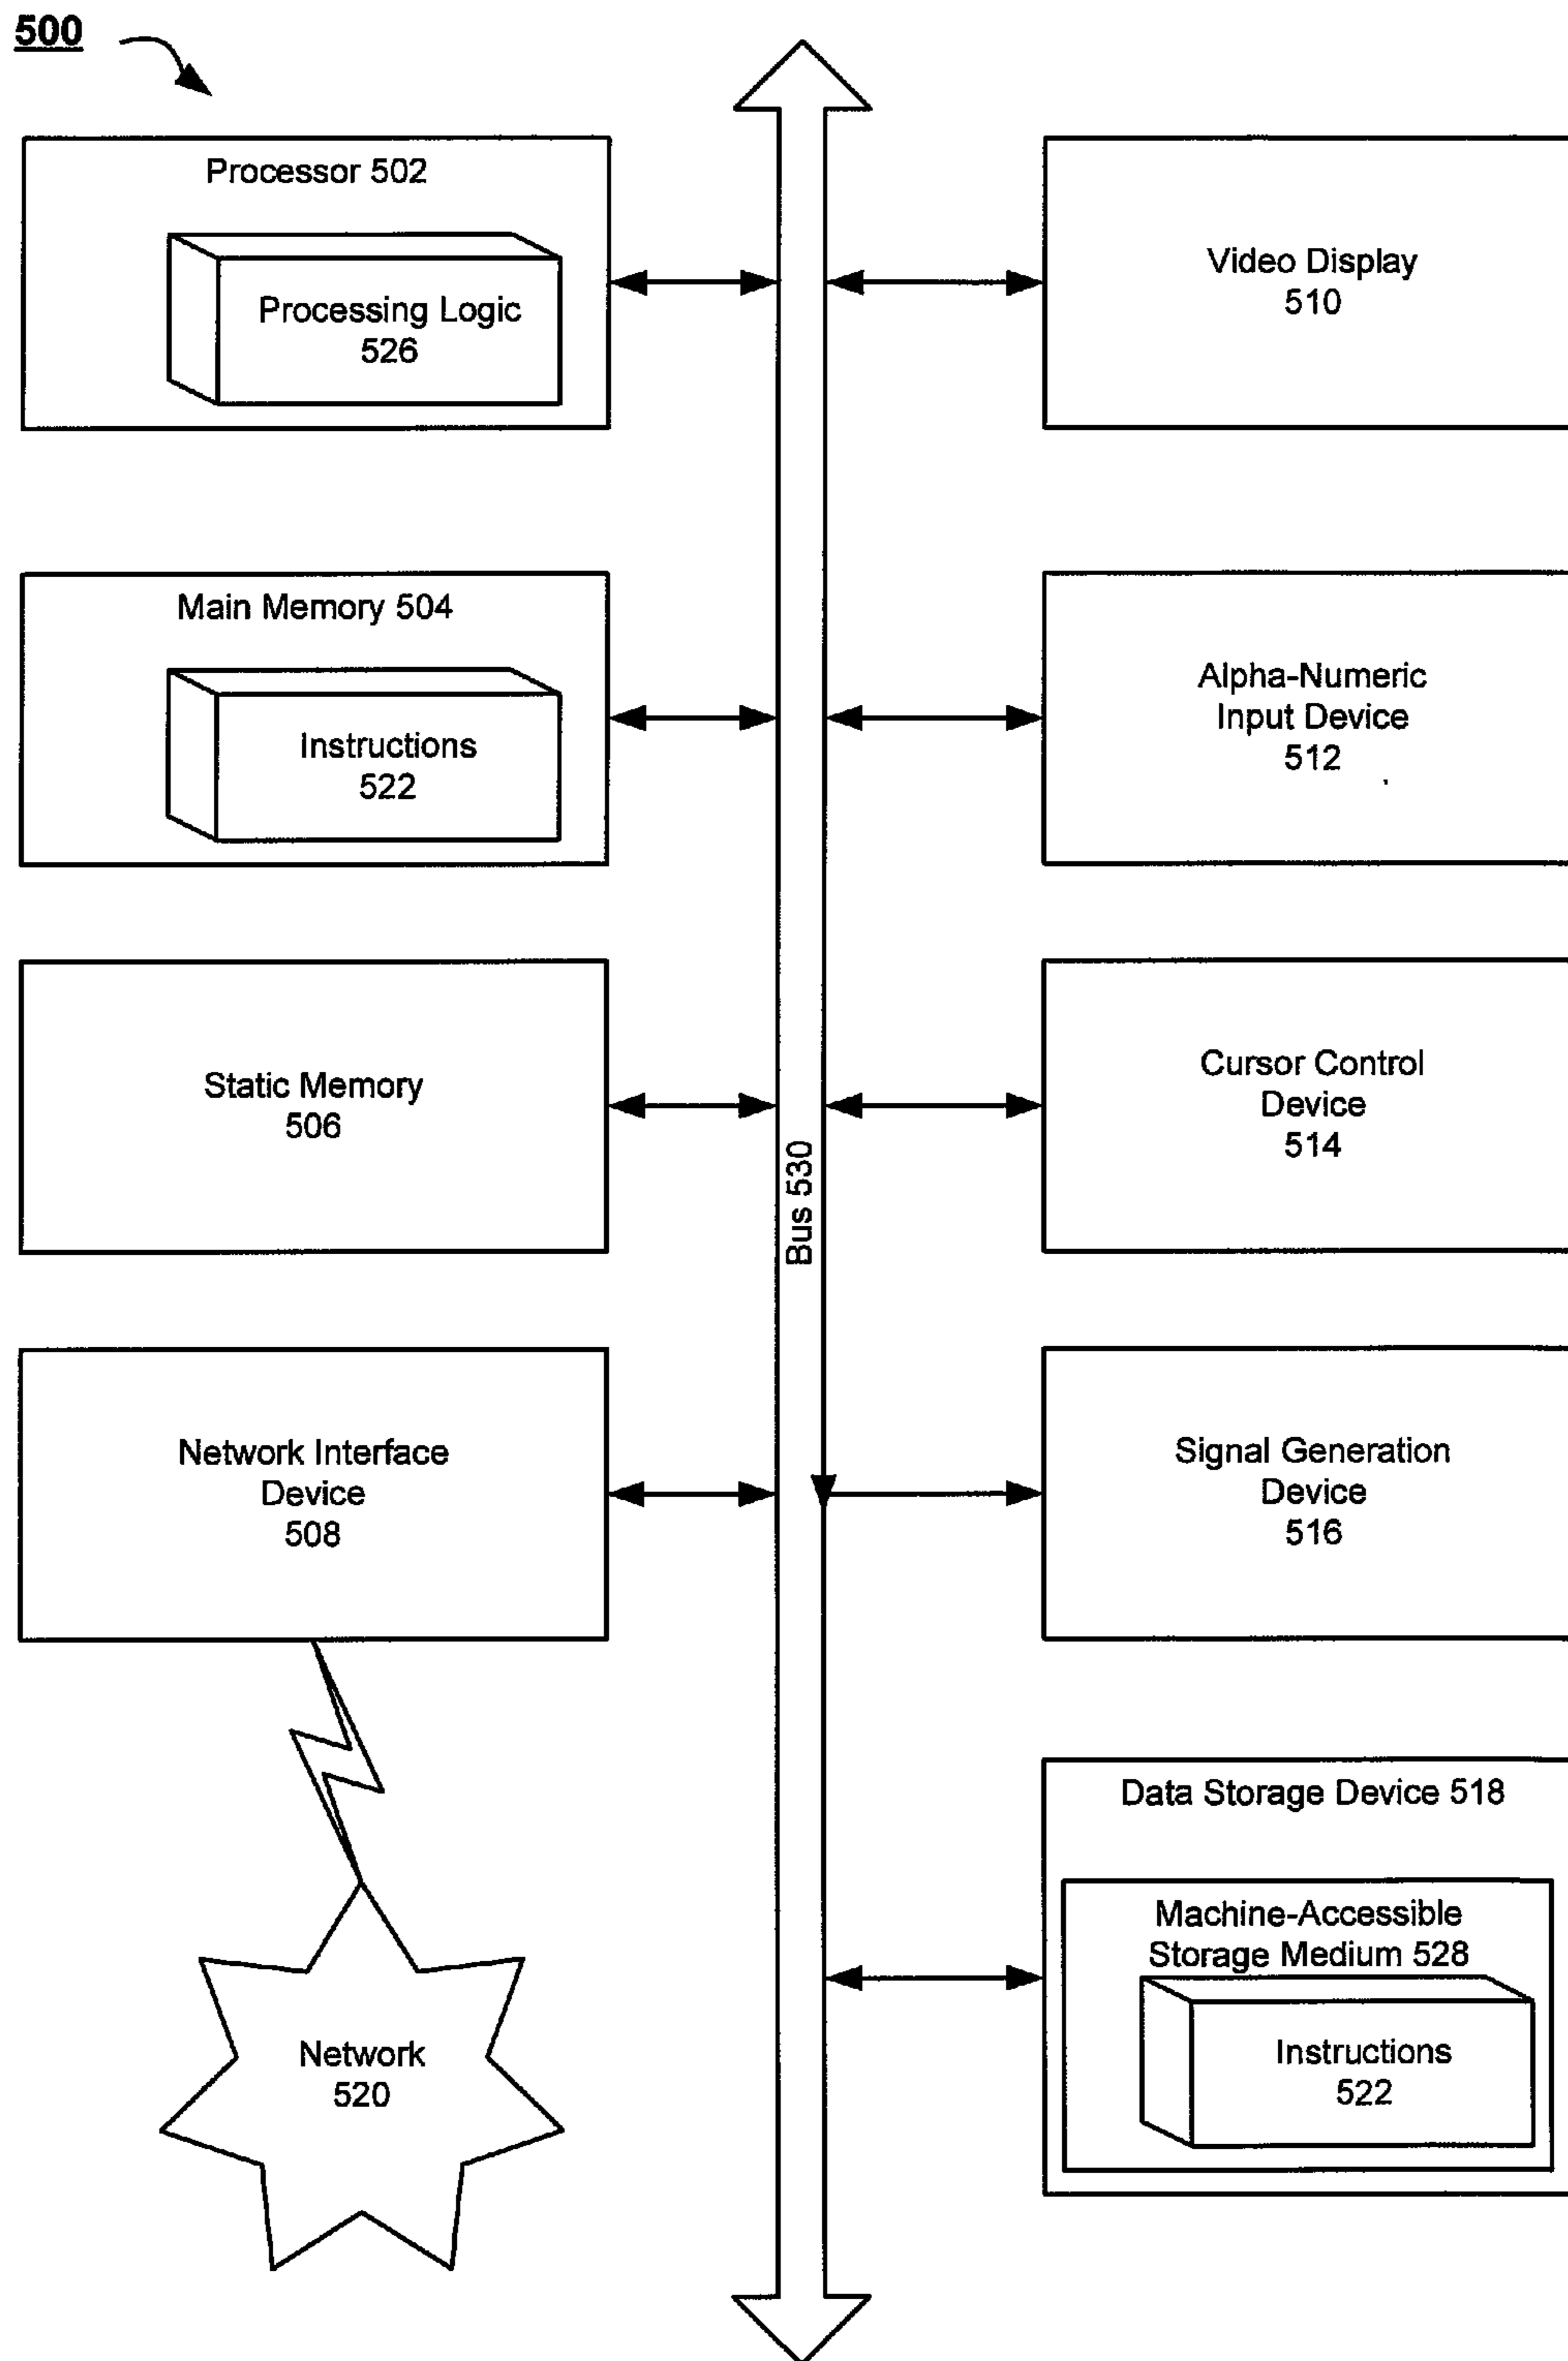 500
Processor 502
Processing Logic
526
Main Memory 504
Instructions
522
Static Memory
506
Network Interface
Device
508
Network
520
Bus 530
Video Display
510
Alpha-Numeric
Input Device
512
Cursor Control
Device
514
Signal Generation
Device
516
Data Storage Device 518
Machine-Accessible
Storage Medium 528
Instructions
522